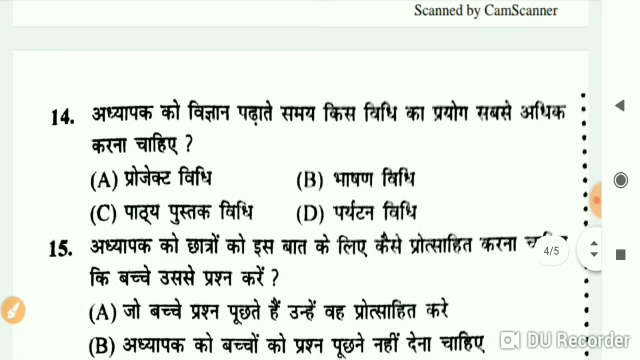 Scanned by CamScanner
14. अध्यापक को विज्ञान पढ़ाते समय किस विधि का प्रयोग सबसे अधिक
करना चाहिए ?
(A) प्रोजेक्ट विधि (B) भाषण विधि
(C) पाठ्य पुस्तक विधि (D) पर्यटन विधि
15. अध्यापक को छात्रों को इस बात के लिए कैसे प्रोत्साहित करना
4/5
कि बच्चे उससे प्रश्न करें ?
(A) जो बच्चे प्रश्न पूछते हैं उन्हें वह प्रोत्साहित करे
(B) अध्यापक को बच्चों को प्रश्न पूछने नहीं देना चाहिए
DU Recorder